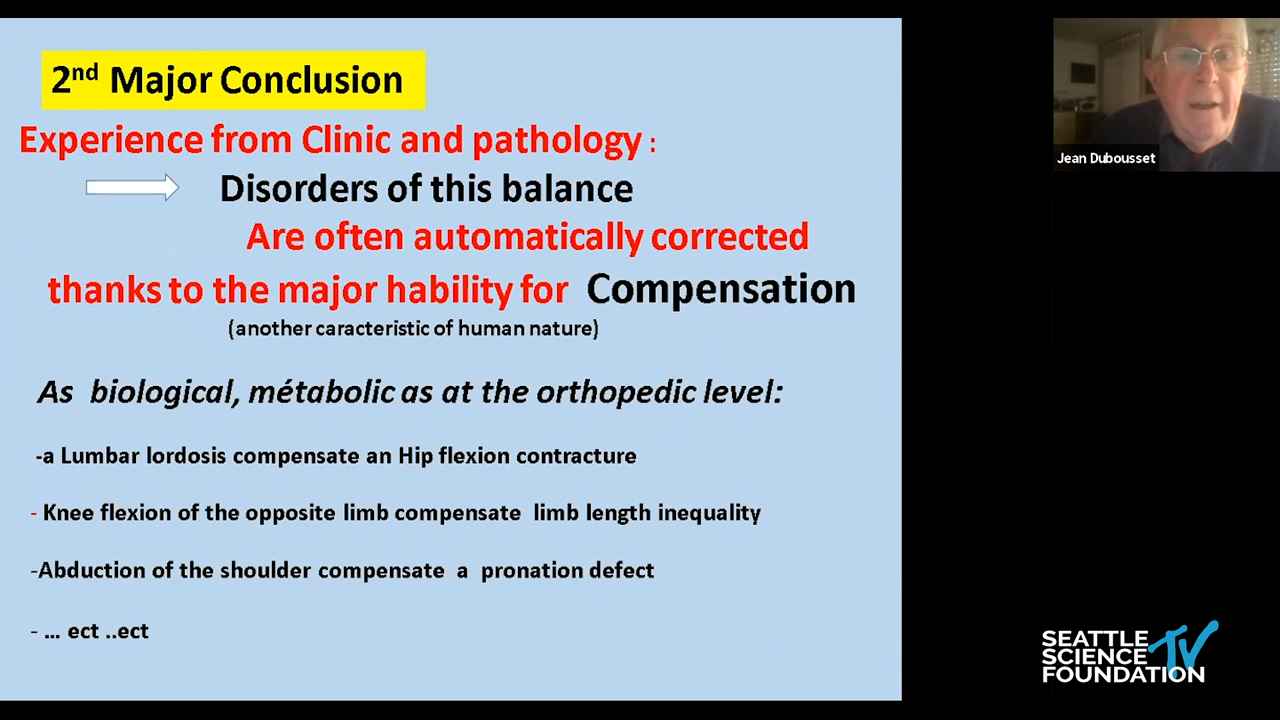 2nd Major Conclusion
Experience from Clinic and pathology :
Disorders of this balance
Are often automatically corrected
thanks to the major hability for Compensation
(another caracteristic of human nature)
As biological, métabolic as at the orthopedic level:
-a Lumbar lordosis compensate an Hip flexion contracture
- Knee flexion of the opposite limb compensate limb length inequality
-Abduction of the shoulder compensate a pronation defect
- ... ect ..ect
Jean Dubousset
SEATTLE
SCIENCE
FOUNDATION
TV